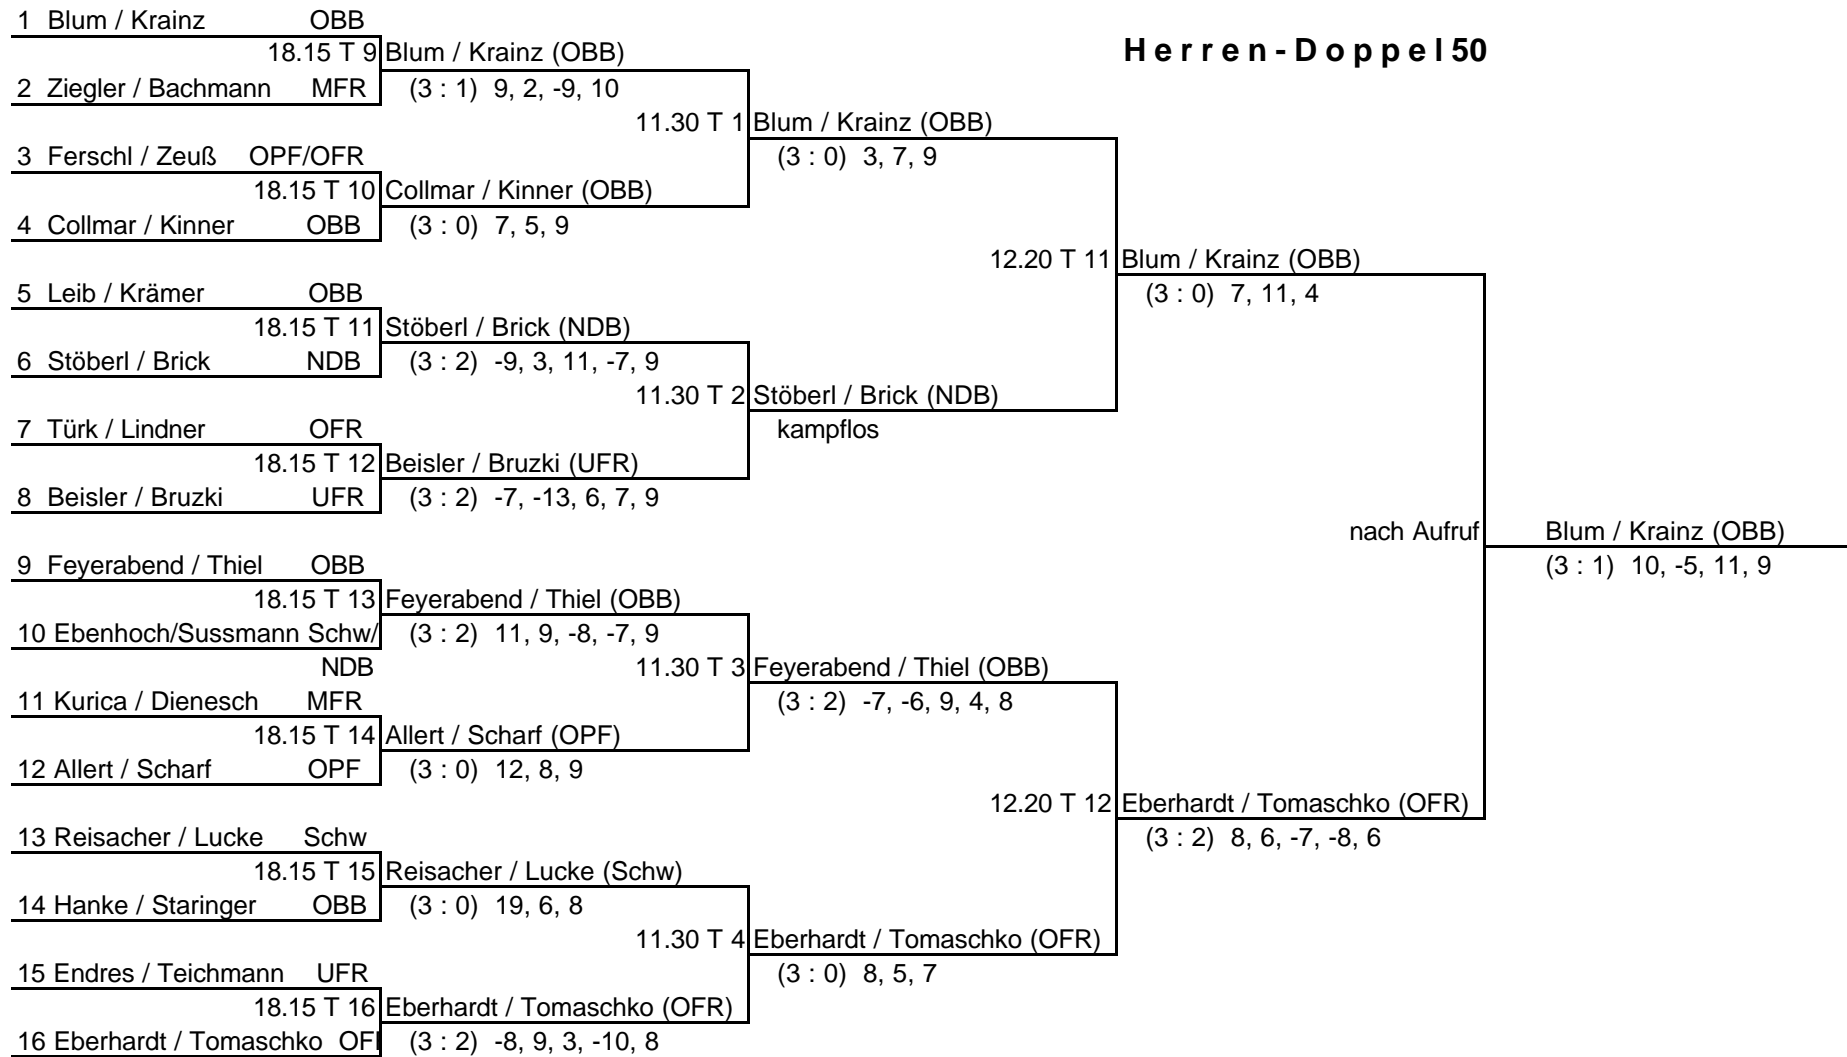 1 Blum / Krainz OBB
Herren-Doppel 50
18.15 T 9 Blum / Krainz (OBB)
2 Ziegler / Bachmann MFR (3 : 1) 9, 2, -9, 10
11.30 T 1 Blum / Krainz (OBB)
3 Ferschl / Zeuß OPF/OFR (3 : 0) 3, 7, 9
18.15 T 10 Collmar / Kinner (OBB)
4 Collmar / Kinner OBB (3 : 0) 7, 5, 9
12.20 T 11 Blum / Krainz (OBB)
5 Leib / Krämer OBB (3 : 0) 7, 11, 4
18.15 T 11 Stöberl / Brick (NDB)
6 Stöberl / Brick NDB (3 : 2) -9, 3, 11, -7, 9
11.30 T 2 Stöberl / Brick (NDB)
7 Türk / Lindner OFR kampflos
18.15 T 12 Beisler / Bruzki (UFR)
8 Beisler / Bruzki UFR (3 : 2) -7, -13, 6, 7, 9
nach Aufruf Blum / Krainz (OBB)
9 Feyerabend / Thiel OBB (3 : 1) 10, -5, 11, 9
18.15 T 13 Feyerabend / Thiel (OBB)
10 Ebenhoch/Sussmann Schw/ (3 : 2) 11, 9, -8, -7, 9
NDB 11.30 T 3 Feyerabend / Thiel (OBB)
11 Kurica / Dienesch MFR (3 : 2) -7, -6, 9, 4, 8
18.15 T 14 Allert / Scharf (OPF)
12 Allert / Scharf OPF (3 : 0) 12, 8, 9
12.20 T 12 Eberhardt / Tomaschko (OFR)
13 Reisacher / Lucke Schw (3 : 2) 8, 6, -7, -8, 6
18.15 T 15 Reisacher / Lucke (Schw)
14 Hanke / Staringer OBB (3 : 0) 19, 6, 8
11.30 T 4 Eberhardt / Tomaschko (OFR)
15 Endres / Teichmann UFR (3 : 0) 8, 5, 7
18.15 T 16 Eberhardt / Tomaschko (OFR)
16 Eberhardt / Tomaschko (3 : 2) -8, 9, 3, -10, 8